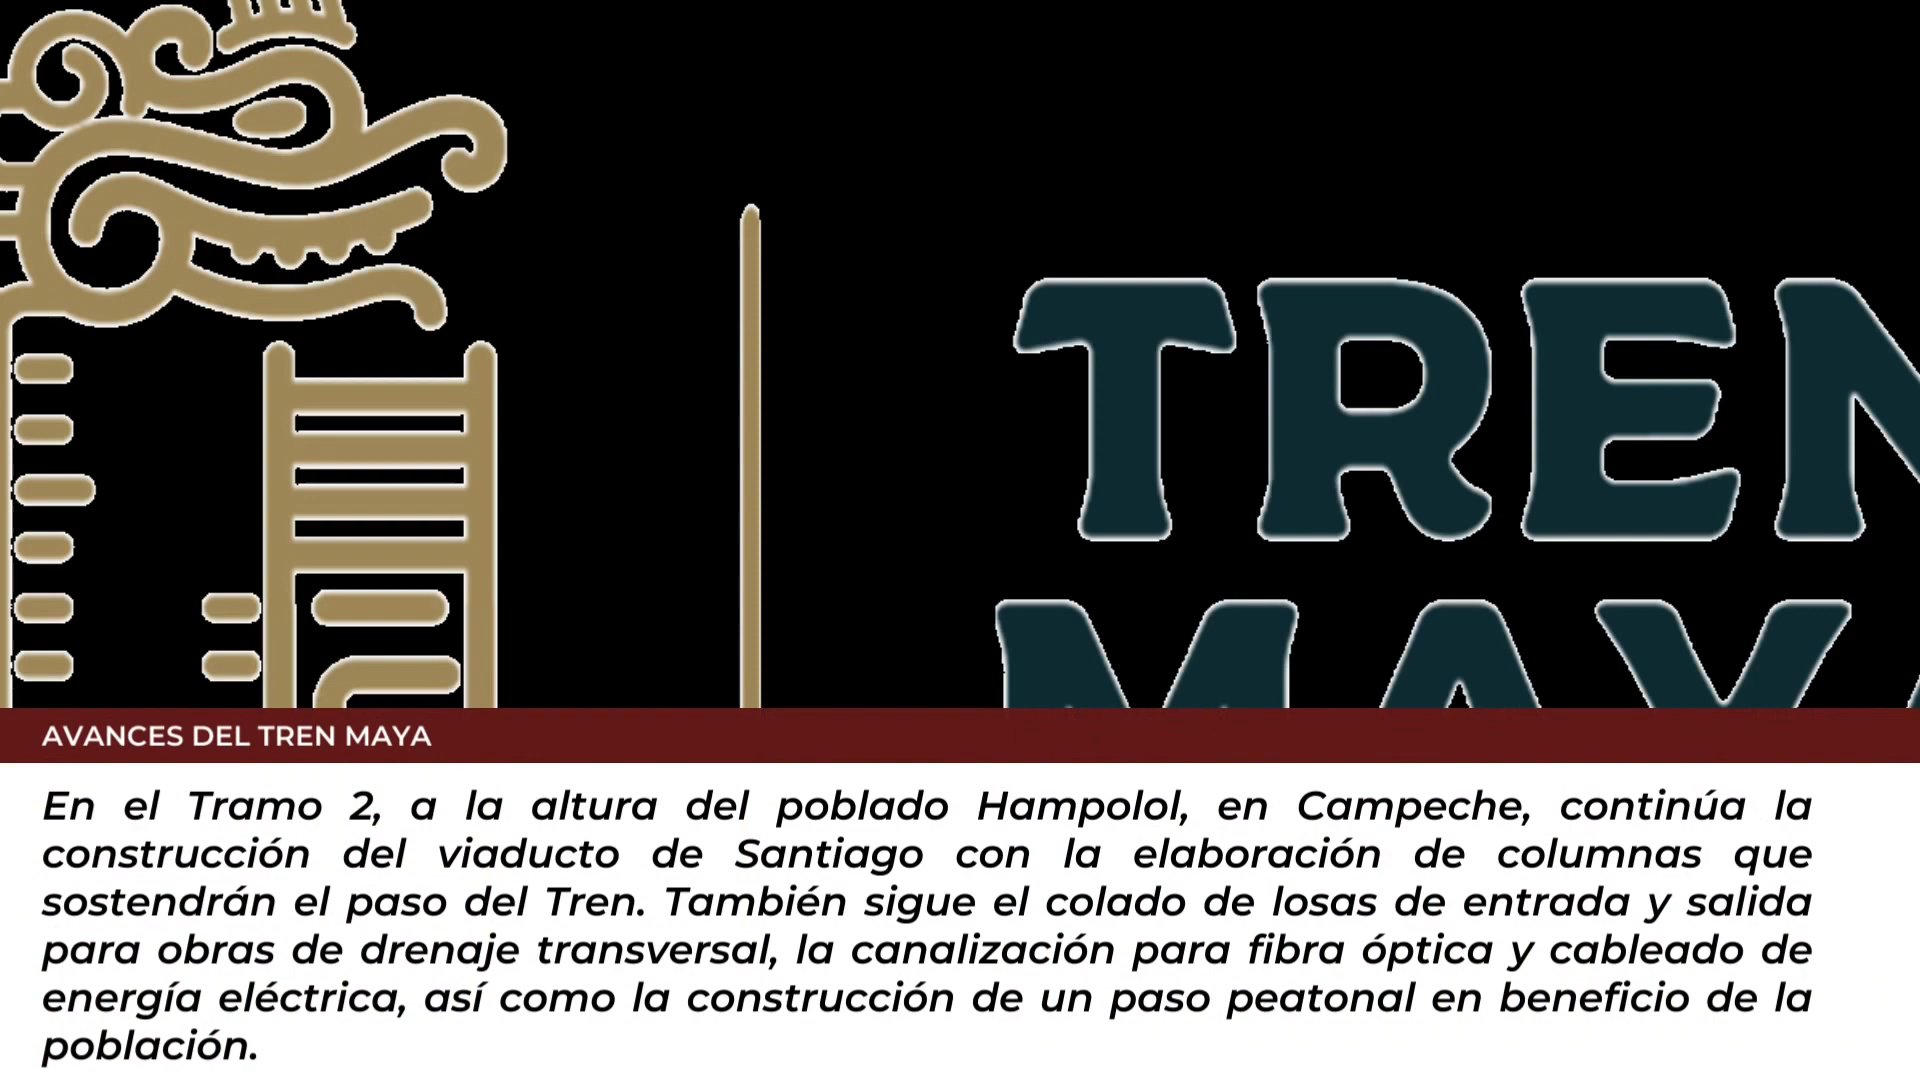 TREN
MAYA
AVANCES DEL TREN MAYA
En el Tramo 2, a la altura del poblado Hampolol, en Campeche, continúa la
construcción del viaducto de Santiago con la elaboración de columnas que
sostendrán el paso del Tren. También sigue el colado de losas de entrada y salida
para obras de drenaje transversal, la canalización para fibra óptica y cableado de
energía eléctrica, así como la construcción de un paso peatonal en beneficio de la
población.